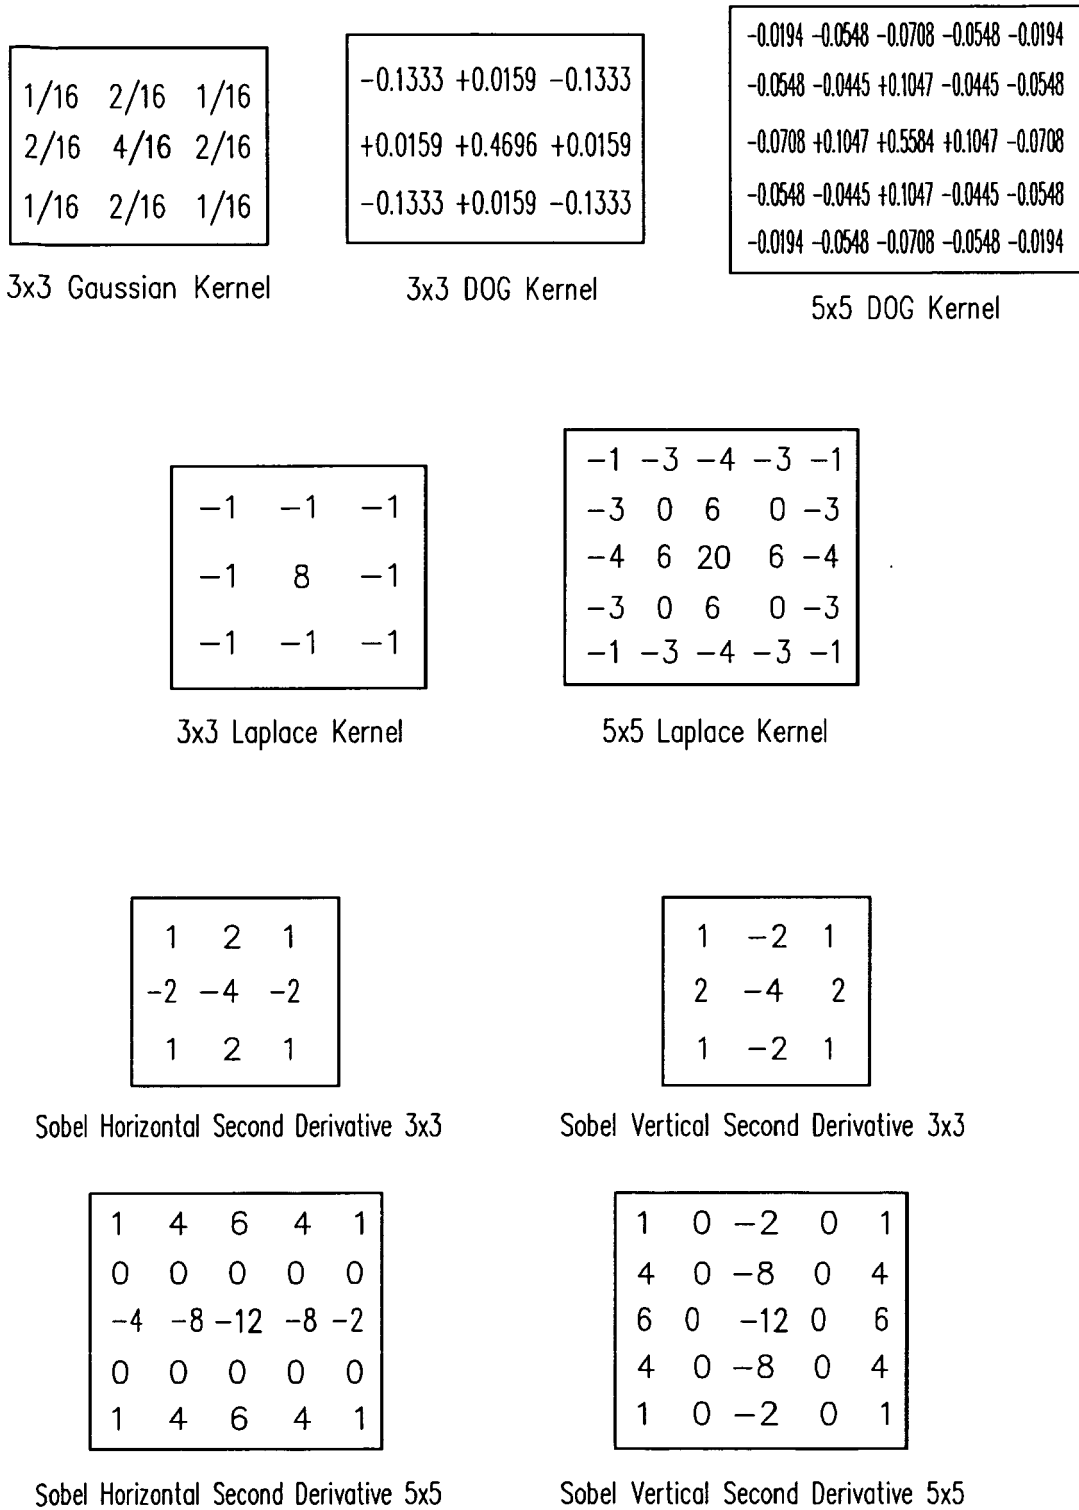 1/16 2/16 1/16
2/16 4/16 2/16
1/16 2/16 1/16
3x3 Gaussian Kernel
-0.1333 +0.0159 -0.1333
+0.0159 +0.4696 +0.0159
-0.1333 +0.0159 -0.1333
3x3 DOG Kernel
-0.0194 -0.0548 -0.0708 -0.0548 -0.0194
-0.0548 -0.0445 +0.1047 -0.0445 -0.0548
-0.0708 +0.1047 +0.5584 +0.1047 -0.0708
-0.0548 -0.0445 +0.1047 -0.0445 -0.0548
-0.0194 -0.0548 -0.0708 -0.0548 -0.0194
5x5 DOG Kernel
-1 -1 -1
-1 8 -1
-1 -1 -1
3x3 Laplace Kernel
-1 -3 -4 -3 -1
-3 0 6 0 -3
-4 6 20 6 -4
-3 0 6 0 -3
-1 -3 -4 -3 -1
5x5 Laplace Kernel
1 2 1
-2 -4 -2
1 2 1
Sobel Horizontal Second Derivative 3x3
1 -2 1
2 -4 2
1 -2 1
Sobel Vertical Second Derivative 3x3
1 4 6 4 1
0 0 0 0 0
-4 -8 -12 -8 -2
0 0 0 0 0
1 4 6 4 1
Sobel Horizontal Second Derivative 5x5
1 0 -2 0 1
4 0 -8 0 4
6 0 -12 0 6
4 0 -8 0 4
1 0 -2 0 1
Sobel Vertical Second Derivative 5x5